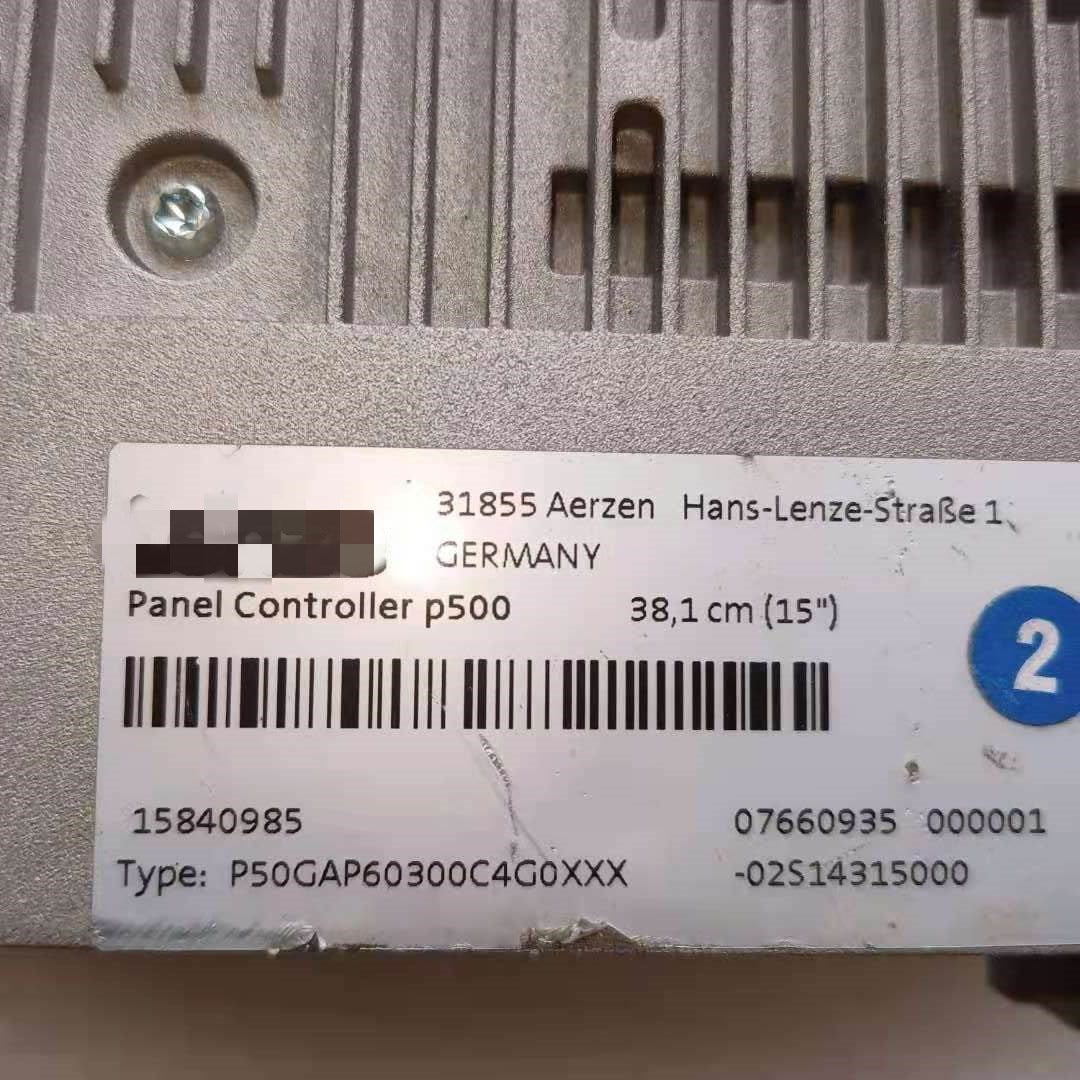 31855 Aerzen Hans-Lenze-Straße 1,
GERMANY
Panel Controller p500 38,1 cm (15")
2
15840985 07660935 000001
Type: P50GAP60300C4G0XXX -02S14315000